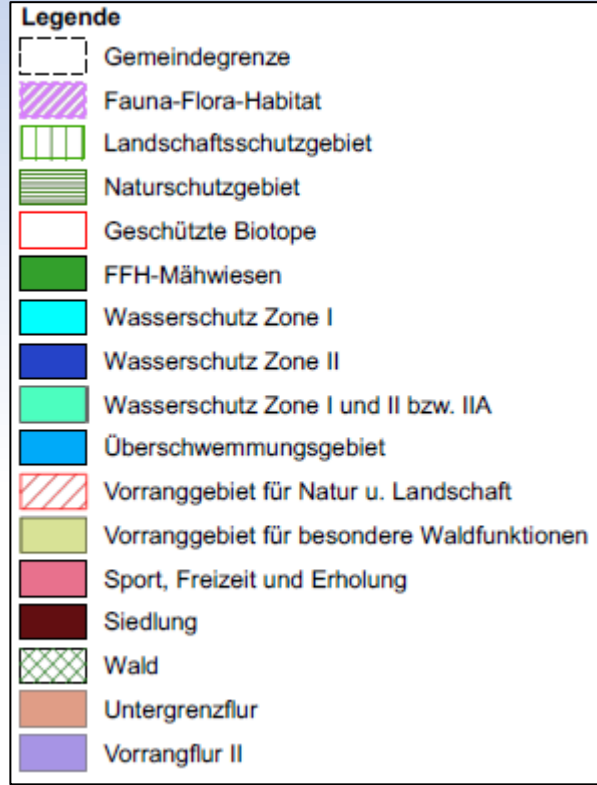 Legende
Gemeindegrenze
Fauna-Flora-Habitat
Landschaftsschutzgebiet
Naturschutzgebiet
Geschützte Biotope
FFH-Mähwiesen
Wasserschutz Zone I
Wasserschutz Zone II
Wasserschutz Zone I und II bzw. IIA
Überschwemmungsgebiet
Vorranggebiet für Natur u. Landschaft
Vorranggebiet für besondere Waldfunktionen
Sport, Freizeit und Erholung
Siedlung
Wald
Untergrenzflur
Vorrangflur II